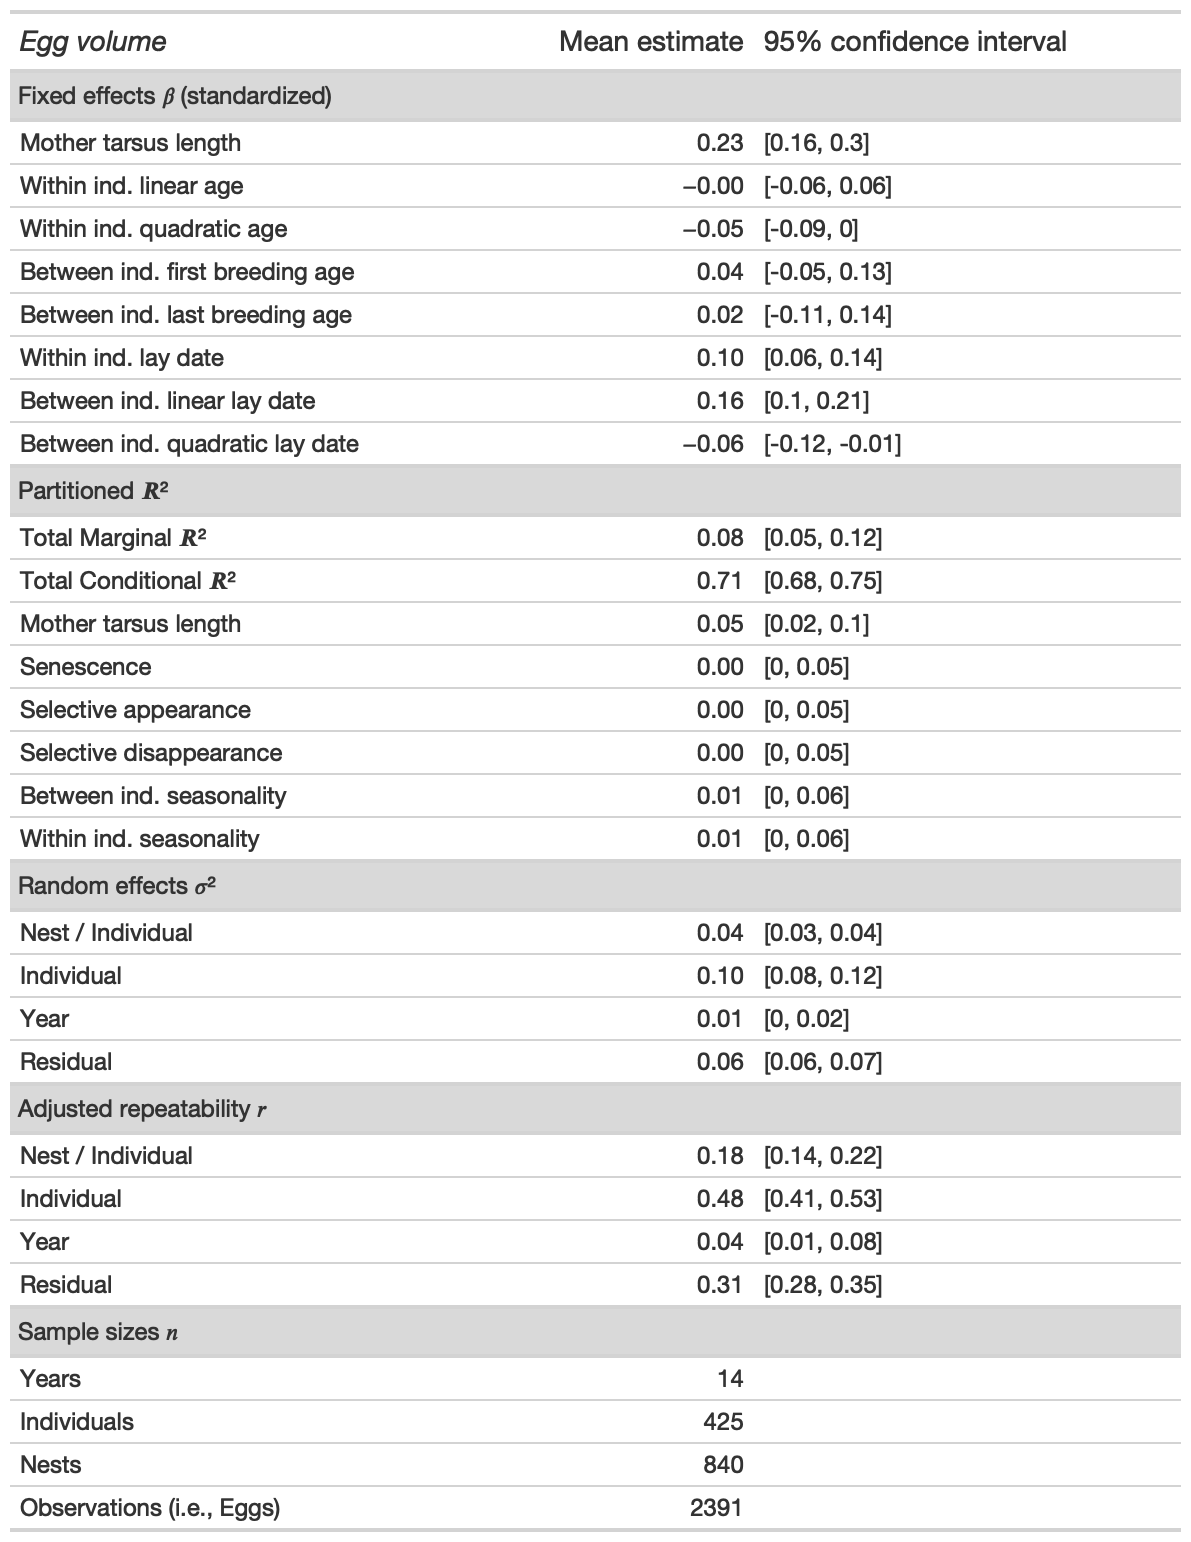 Egg volume Mean estimate 95% confidence interval
Fixed effects β (standardized)
Mother tarsus length 0.23 [0.16, 0.3]
Within ind. linear age −0.00 [-0.06, 0.06]
Within ind. quadratic age −0.05 [-0.09, 0]
Between ind. first breeding age 0.04 [-0.05, 0.13]
Between ind. last breeding age 0.02 [-0.11, 0.14]
Within ind. lay date 0.10 [0.06, 0.14]
Between ind. linear lay date 0.16 [0.1, 0.21]
Between ind. quadratic lay date −0.06 [-0.12, -0.01]
Partitioned R²
Total Marginal R² 0.08 [0.05, 0.12]
Total Conditional R² 0.71 [0.68, 0.75]
Mother tarsus length 0.05 [0.02, 0.1]
Senescence 0.00 [0, 0.05]
Selective appearance 0.00 [0, 0.05]
Selective disappearance 0.00 [0, 0.05]
Between ind. seasonality 0.01 [0, 0.06]
Within ind. seasonality 0.01 [0, 0.06]
Random effects σ²
Nest / Individual 0.04 [0.03, 0.04]
Individual 0.10 [0.08, 0.12]
Year 0.01 [0, 0.02]
Residual 0.06 [0.06, 0.07]
Adjusted repeatability r
Nest / Individual 0.18 [0.14, 0.22]
Individual 0.48 [0.41, 0.53]
Year 0.04 [0.01, 0.08]
Residual 0.31 [0.28, 0.35]
Sample sizes n
Years 14
Individuals 425
Nests 840
Observations (i.e., Eggs) 2391